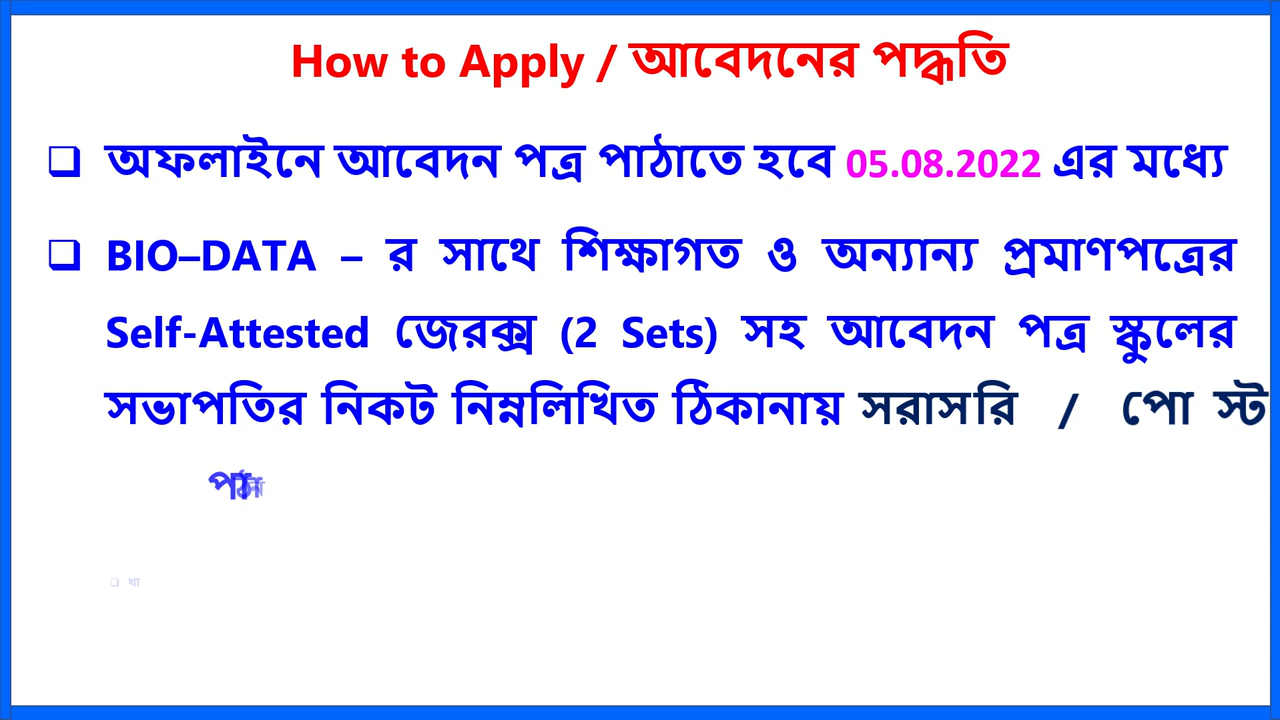 How to Apply / আবেদনের পদ্ধতি
❑ অফলাইনে আবেদন পত্র পাঠাতে হবে 05.08.2022 এর মধ্যে
❑ BIO–DATA – র সাথে শিক্ষাগত ও অন্যান্য প্রমাণপত্রের
Self-Attested জেরক্স (2 Sets) সহ আবেদন পত্র স্কুলের
সভাপতির নিকট নিম্নলিখিত ঠিকানায় সরাসরি / পোস্ট
❑ খা